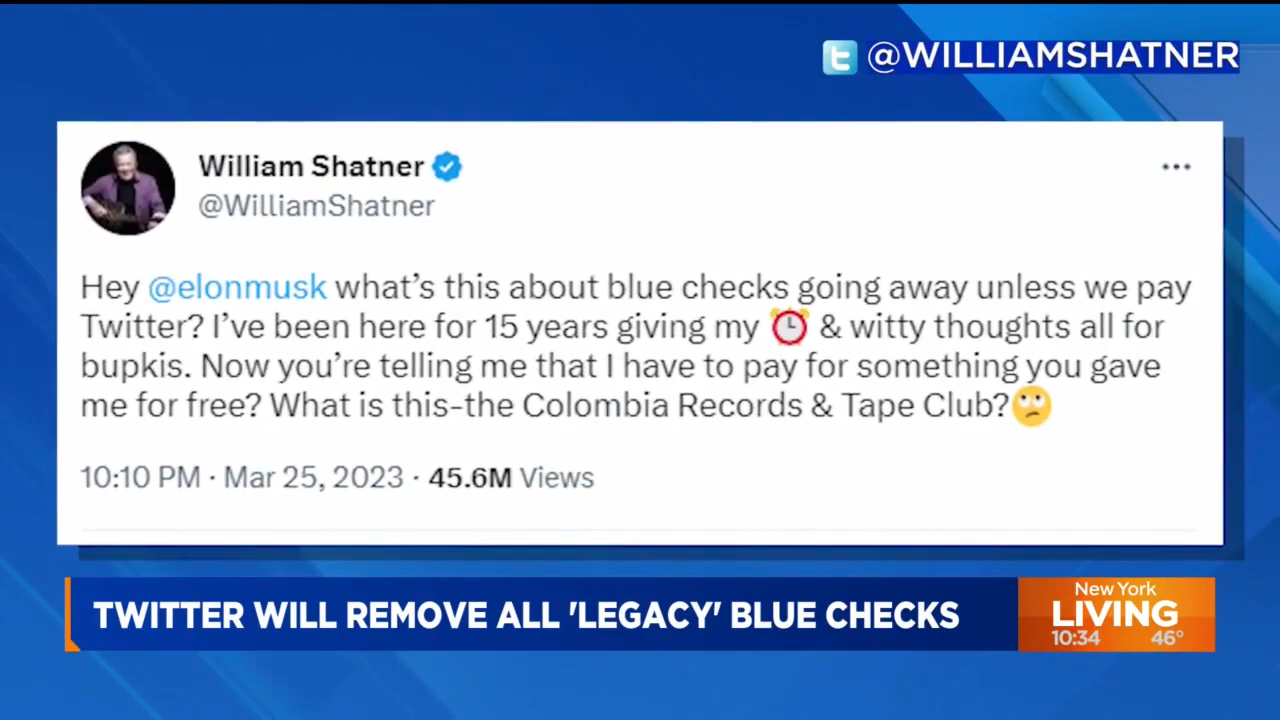 @WILLIAMSHATNER
William Shatner
@WilliamShatner
Hey @elonmusk what's this about blue checks going away unless we pay
Twitter? I've been here for 15 years giving my ⏰ & witty thoughts all for
bupkis. Now you're telling me that I have to pay for something you gave
me for free? What is this-the Colombia Records & Tape Club?🙄
10:10 PM · Mar 25, 2023 · 45.6M Views
TWITTER WILL REMOVE ALL 'LEGACY' BLUE CHECKS
New York
LIVING
10:34 46°